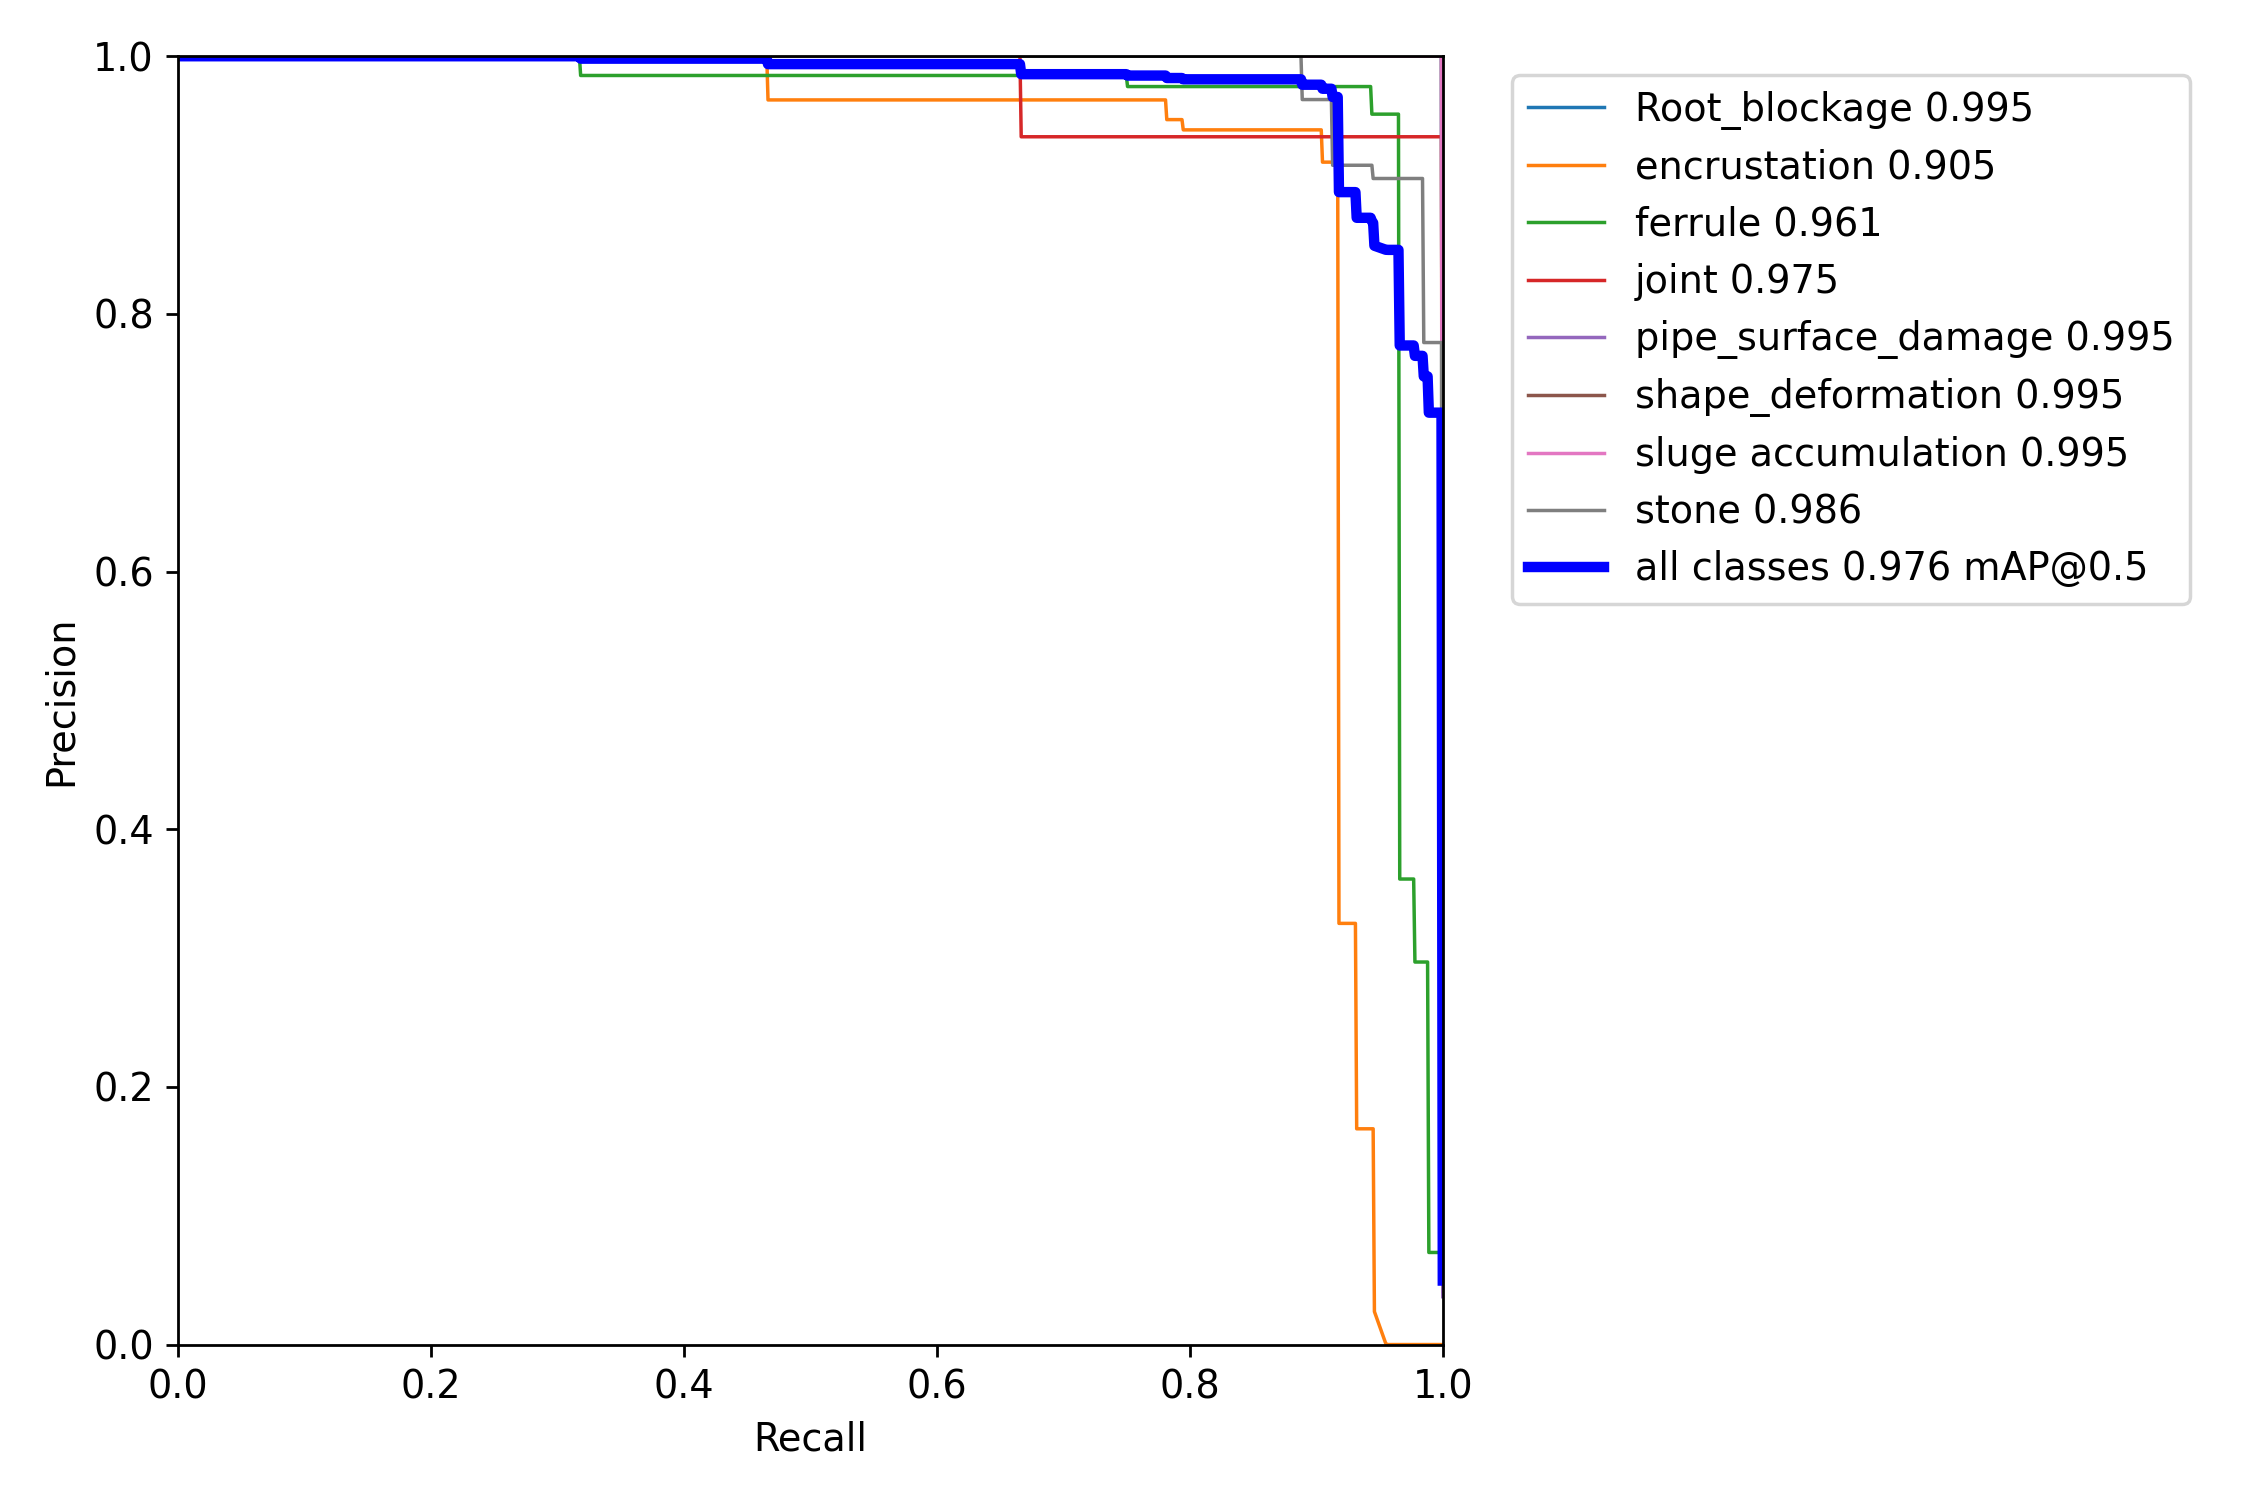 1.0
0.8
0.6
0.4
0.2
0.0
Precision
0.0 0.2 0.4 0.6 0.8 1.0
Recall
Root_blockage 0.995
encrustation 0.905
ferrule 0.961
joint 0.975
pipe_surface_damage 0.995
shape_deformation 0.995
sluge accumulation 0.995
stone 0.986
all classes 0.976 mAP@0.5